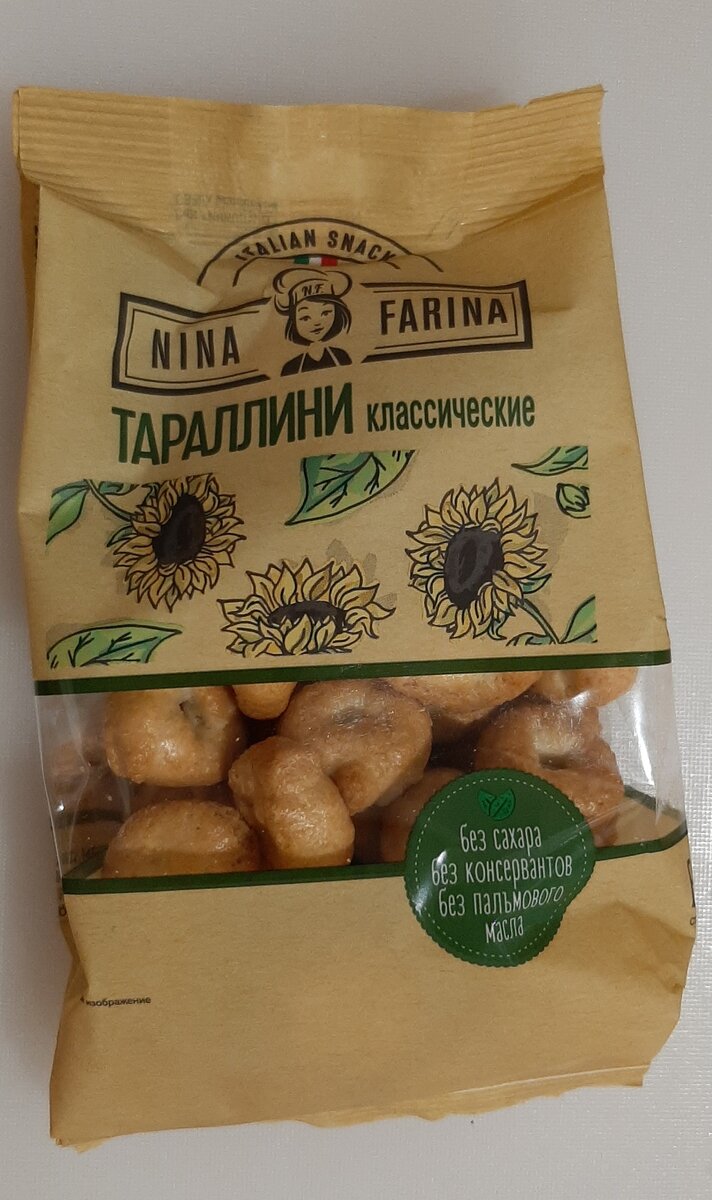 ITALIAN SNACK
N.F.
NINA FARINA
ТАРАЛЛИНИ классические
без сахара
без консервантов
без пальмового
масла
изображение